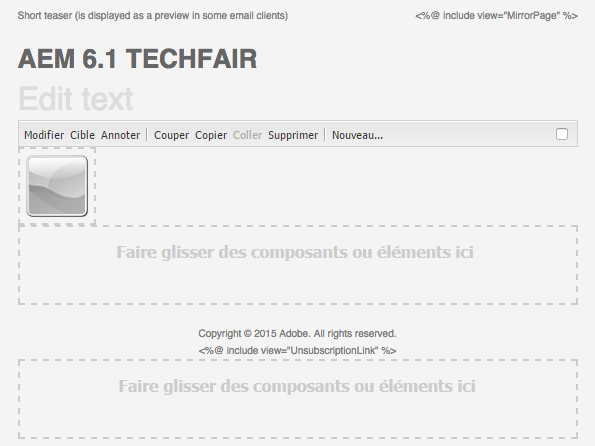 Short teaser (is displayed as a preview in some email clients) <%@ include view="MirrorPage" %>
AEM 6.1 TECHFAIR
Edit text
Modifier Cible Annoter Couper Copier Coller Supprimer Nouveau...
Faire glisser des composants ou éléments ici
Copyright © 2015 Adobe. All rights reserved.
<%@ include view="UnsubscriptionLink" %>
Faire glisser des composants ou éléments ici